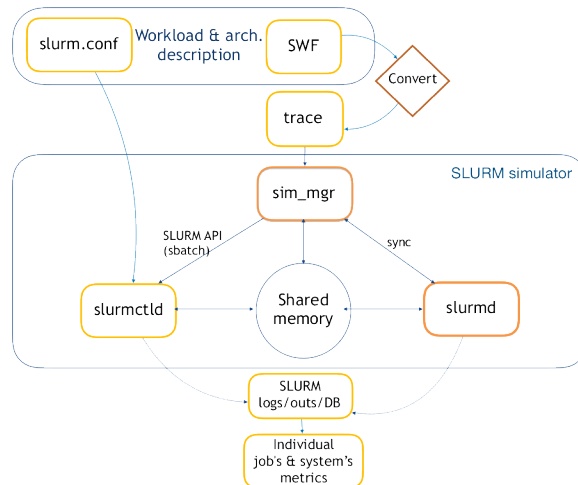 slurm.conf
Workload & arch.
description
SWF
Convert
trace
SLURM simulator
sim_mgr
SLURM API
(sbatch)
sync
slurmctld
Shared
memory
slurmd
SLURM
logs/outs/DB
Individual
job's & system’s
metrics